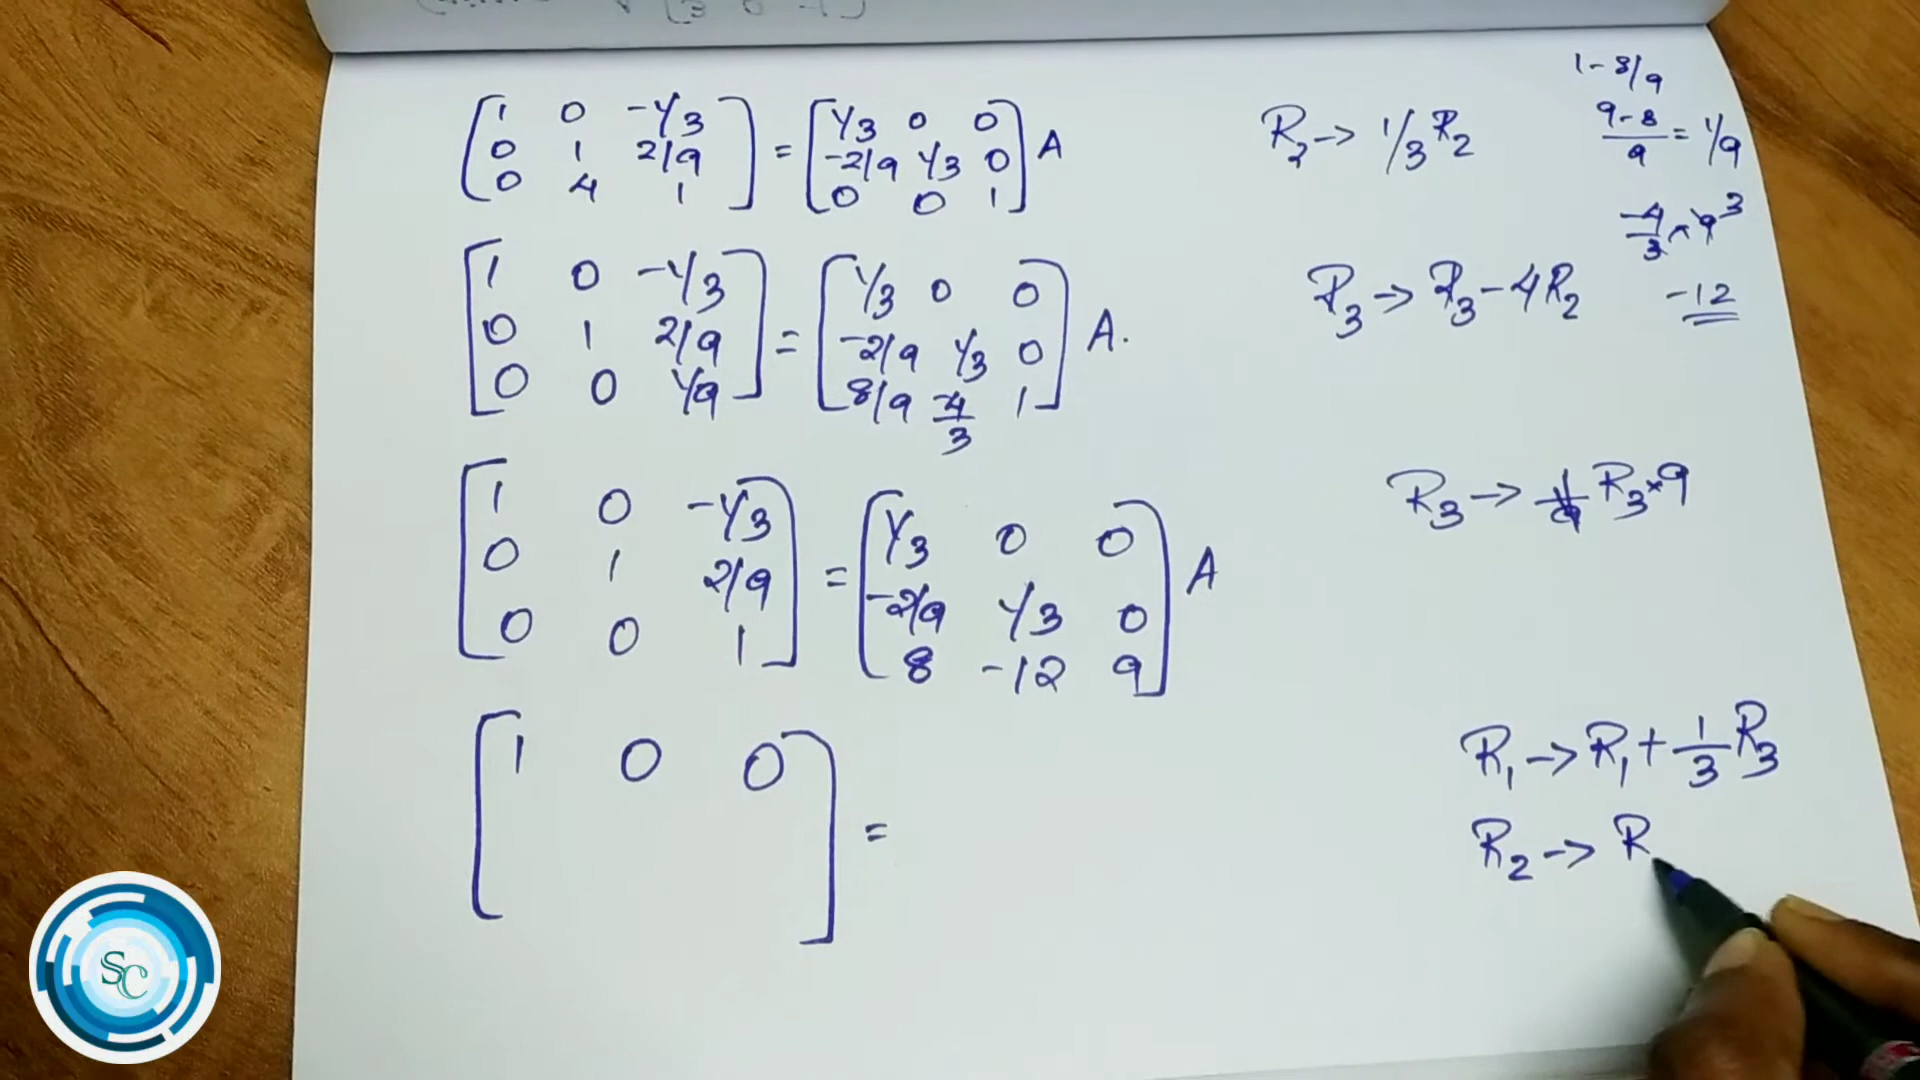 1 0 -1/3 1/3 0 0
0 1 2/9 = -2/9 1/3 0 A R2 → 1/3 R2
0 4 1 0 0 1
1 - 8/9
9-8/9 = 1/9
-4/3 × 9 3
-12
1 0 -1/3 1/3 0 0
0 1 2/9 = -2/9 1/3 0 A. R3 → R3 - 4R2
0 0 1/9 8/9 -4/3 1
1 0 -1/3 1/3 0 0
0 1 2/9 = -2/9 1/3 0 A R3 → R3 × 9
0 0 1 8 -12 9
1 0 0 = R1 → R1 + 1/3 R3
R2 → R
SC